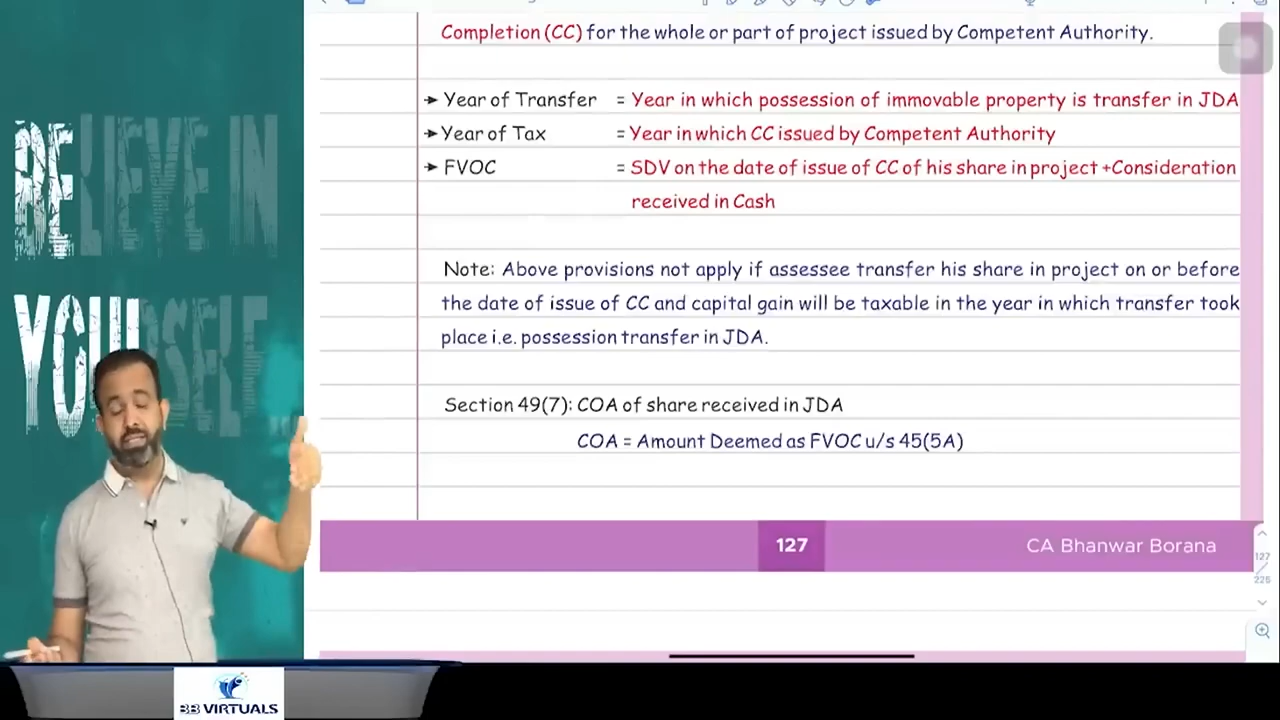 Completion (CC) for the whole or part of project issued by Competent Authority.
→ Year of Transfer = Year in which possession of immovable property is transfer in JDA
→ Year of Tax = Year in which CC issued by Competent Authority
→ FVOC = SDV on the date of issue of CC of his share in project +Consideration
received in Cash
Note: Above provisions not apply if assessee transfer his share in project on or before
the date of issue of CC and capital gain will be taxable in the year in which transfer took
place i.e. possession transfer in JDA.
Section 49(7): COA of share received in JDA
COA = Amount Deemed as FVOC u/s 45(5A)
127
CA Bhanwar Borana
127
226
BELIEVE IN
YOURSELF
BB VIRTUALS